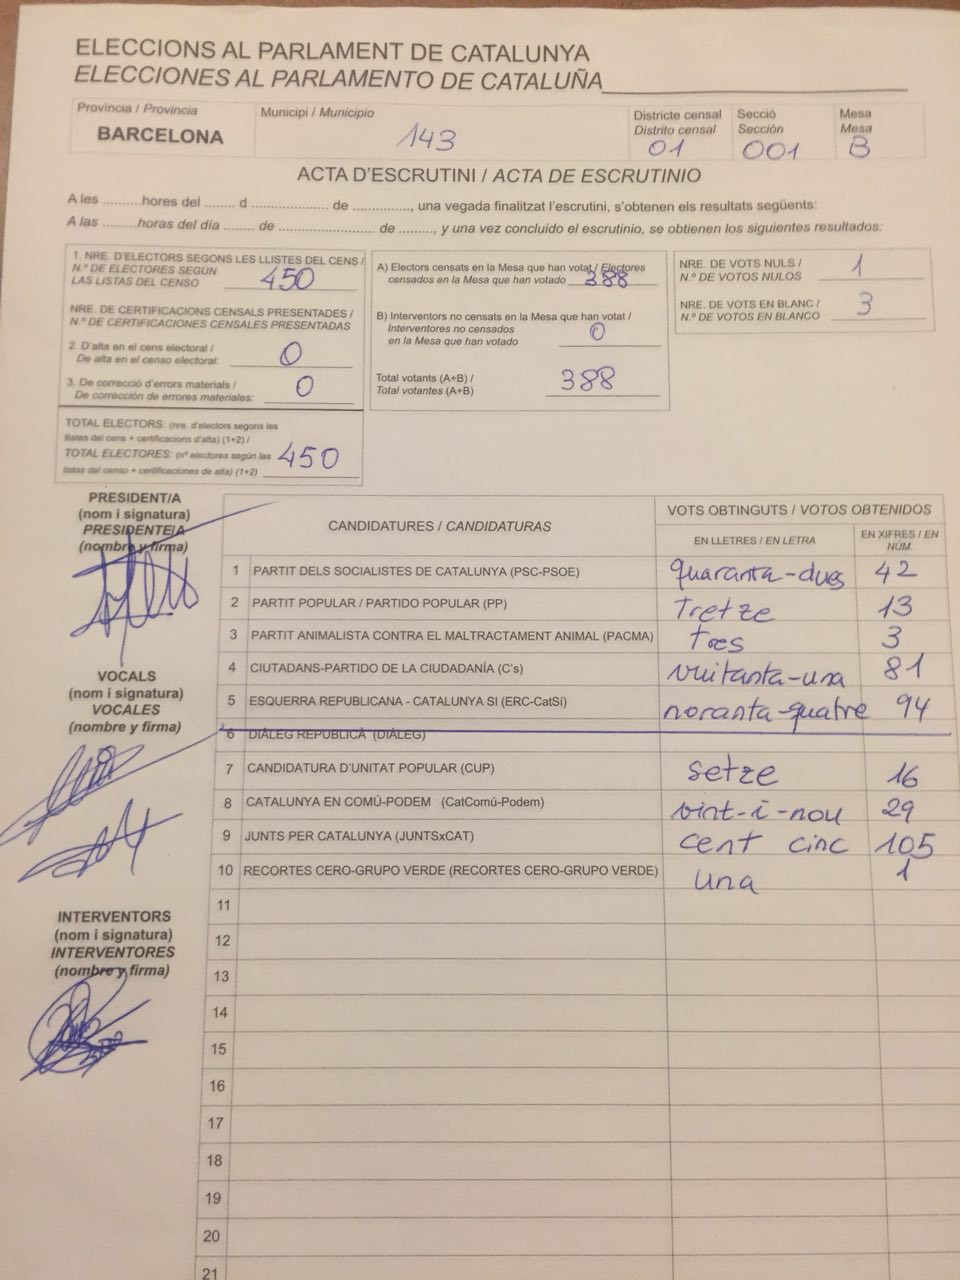 ELECCIONS AL PARLAMENT DE CATALUNYA
ELECCIONES AL PARLAMENTO DE CATALUÑA
Província / Provincia
BARCELONA
Municipi / Municipio
143
Districte censal
Distrito censal
01
Secció
Sección
001
Mesa
Mesa
B
ACTA D'ESCRUTINI / ACTA DE ESCRUTINIO
A les ..........hores del ........ d .................... de ..............., una vegada finalitzat l'escrutini, s'obtenen els resultats següents:
A las ..........horas del día ........ de ......................... de ........., y una vez concluido el escrutinio, se obtienen los siguientes resultados:
1. NRE. D'ELECTORS SEGONS LES LLISTES DEL CENS /
N.º DE ELECTORES SEGÚN
LAS LISTAS DEL CENSO 450
NRE. DE CERTIFICACIONS CENSALS PRESENTADES /
N.º DE CERTIFICACIONES CENSALES PRESENTADAS
2. D'alta en el cens electoral /
De alta en el censo electoral: 0
3. De correcció d'errors materials /
De corrección de errores materiales: 0
TOTAL ELECTORS: (nre. d'electors segons les
llistes del cens + certificacions d'alta) (1+2) /
TOTAL ELECTORES: (nº electores según las
listas del censo + certificaciones de alta) (1+2) 450
A) Electors censats en la Mesa que han votat / Electores
censados en la Mesa que han votado 388
B) Interventors no censats en la Mesa que han votat /
Interventores no censados
en la Mesa que han votado 0
Total votants (A+B) /
Total votantes (A+B) 388
NRE. DE VOTS NULS /
N.º DE VOTOS NULOS 1
NRE. DE VOTS EN BLANC /
N.º DE VOTOS EN BLANCO 3
PRESIDENT/A
(nom i signatura)
PRESIDENTE/A
(nombre y firma)
VOCALS
(nom i signatura)
VOCALES
(nombre y firma)
INTERVENTORS
(nom i signatura)
INTERVENTORES
(nombre y firma)
CANDIDATURES / CANDIDATURAS
VOTS OBTINGUTS / VOTOS OBTENIDOS
EN LLETRES / EN LETRA
EN XIFRES / EN
NÚM.
1 PARTIT DELS SOCIALISTES DE CATALUNYA (PSC-PSOE) quaranta-dues 42
2 PARTIT POPULAR / PARTIDO POPULAR (PP) Tretze 13
3 PARTIT ANIMALISTA CONTRA EL MALTRACTAMENT ANIMAL (PACMA) tres 3
4 CIUTADANS-PARTIDO DE LA CIUDADANÍA (C's) vuitanta-una 81
5 ESQUERRA REPUBLICANA - CATALUNYA SI (ERC-CatSí) noranta-quatre 94
6 DIÀLEG REPUBLICÀ (DIÀLEG)
7 CANDIDATURA D'UNITAT POPULAR (CUP) setze 16
8 CATALUNYA EN COMÚ-PODEM (CatComú-Podem) vint-i-nou 29
9 JUNTS PER CATALUNYA (JUNTSxCAT) cent cinc 105
10 RECORTES CERO-GRUPO VERDE (RECORTES CERO-GRUPO VERDE) una 1
11
12
13
14
15
16
17
18
19
20
21